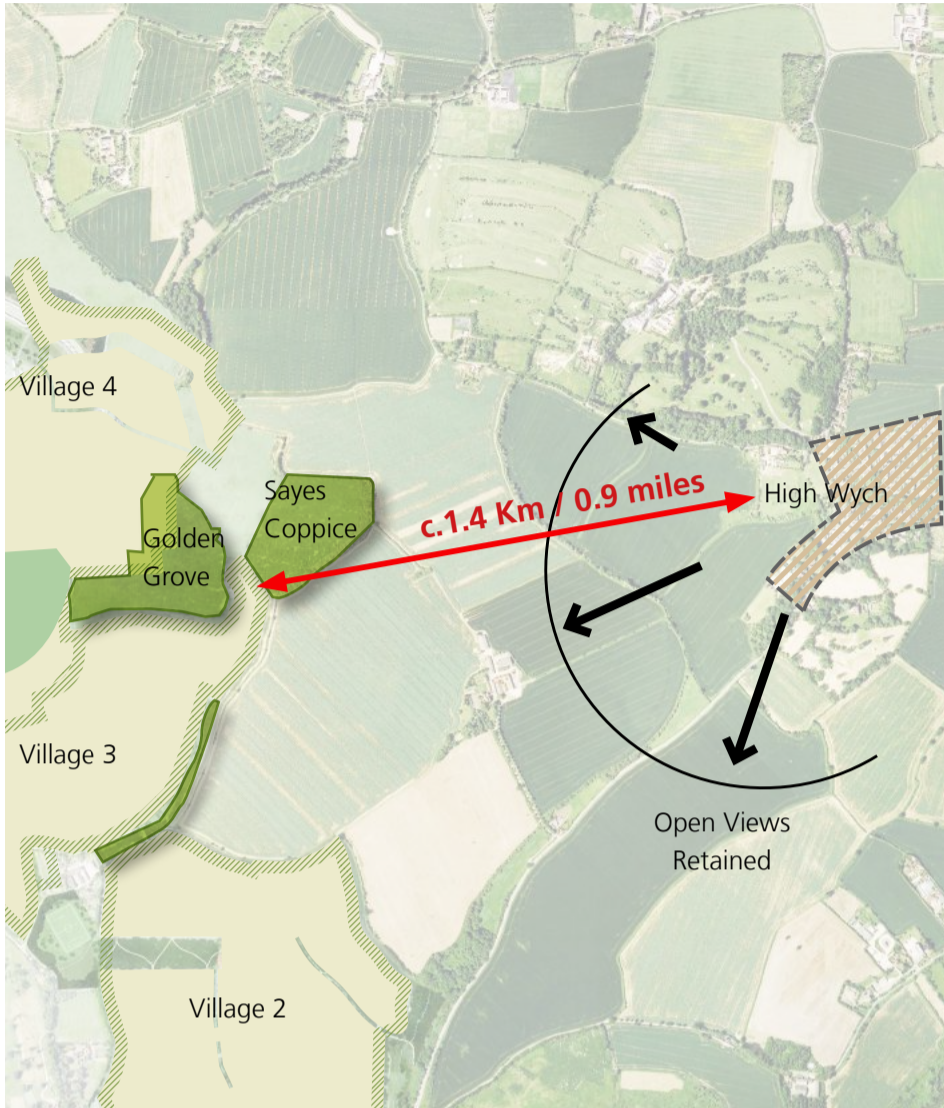 Village 4
Sayes
Coppice
c.1.4 Km / 0.9 miles
High Wych
Golden
Grove
Village 3
Open Views
Retained
Village 2